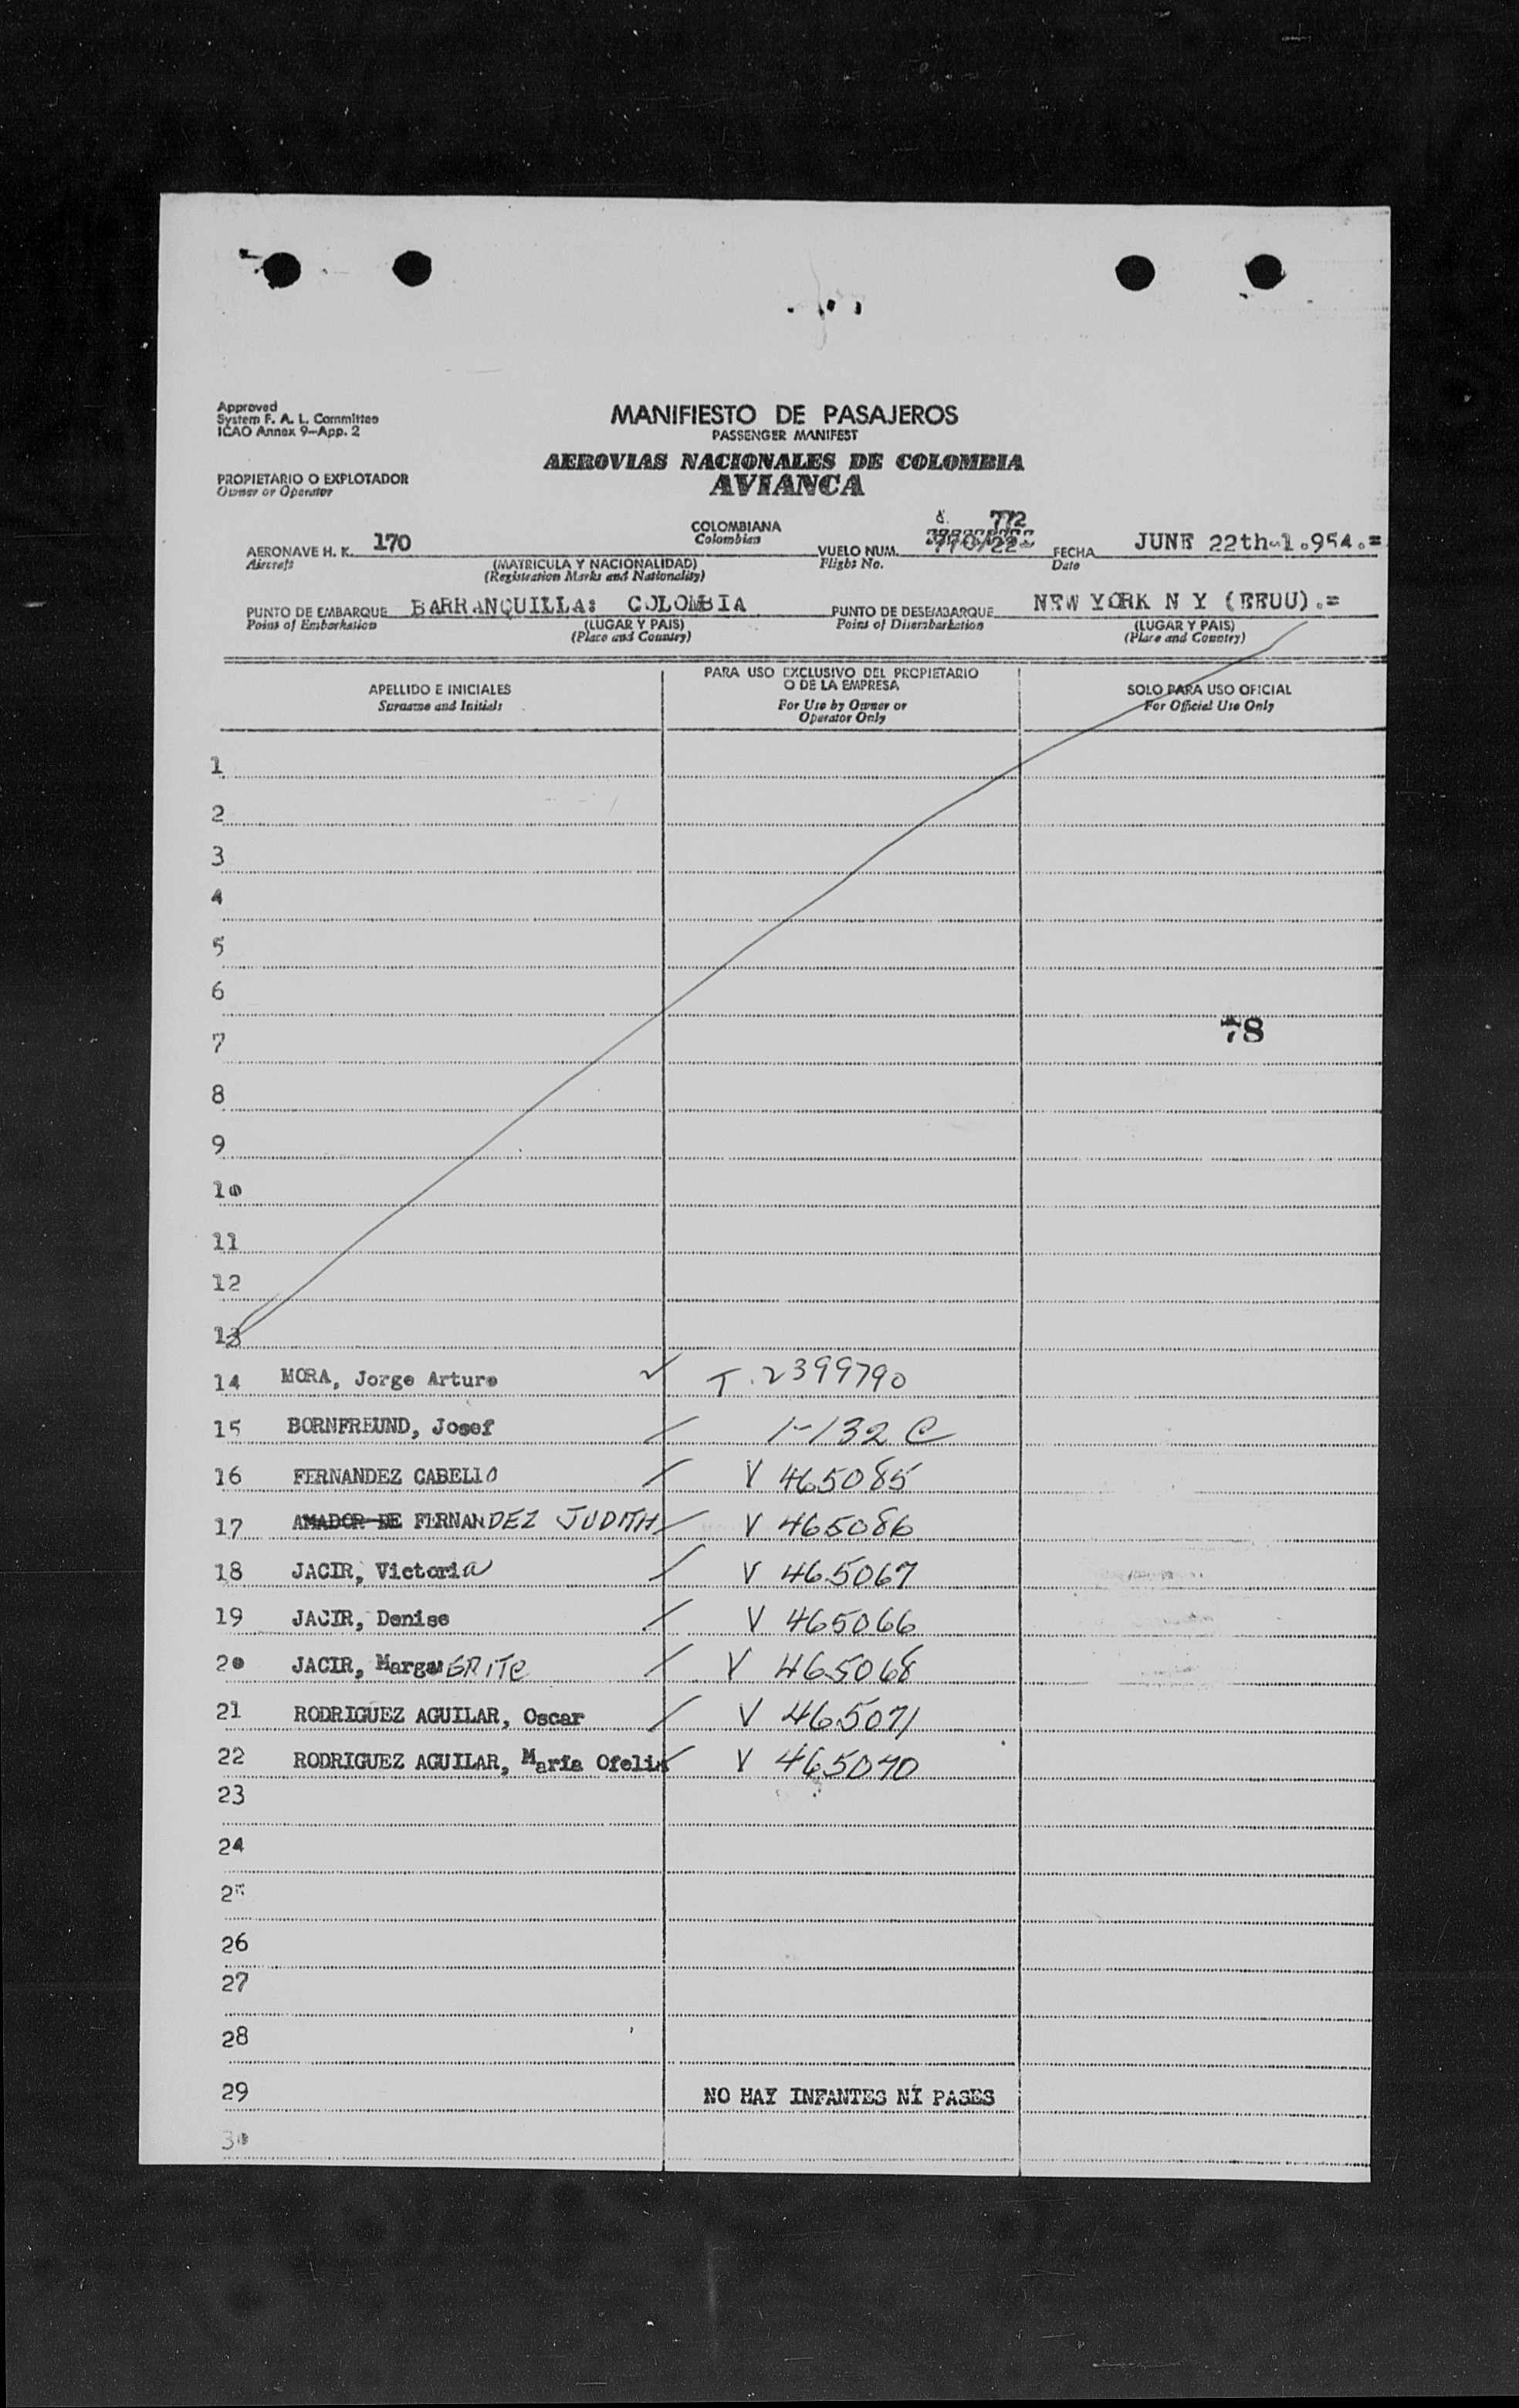 Approved
System F. A. L. Committee
ICAO Annex 9-App. 2
MANIFIESTO DE PASAJEROS
PASSENGER MANIFEST
AEROVIAS NACIONALES DE COLOMBIA
AVIANCA
PROPIETARIO O EXPLOTADOR
Owner or Operator
AERONAVE H. K. 170
Aircraft
(MATRICULA Y NACIONALIDAD)
(Registration Marks and Nationality)
COLOMBIANA
Colombian
772
VUELO NUM. 770/22
Flight No.
FECHA JUNE 22th-1.954.=
Date
PUNTO DE EMBARQUE BARRANQUILLA: COLOMBIA
Point of Embarkation
(LUGAR Y PAIS)
(Place and Country)
PUNTO DE DESEMBARQUE NEW YORK N Y (EEUU).=
Point of Disembarkation
(LUGAR Y PAIS)
(Place and Country)
APELLIDO E INICIALES
Surname and Initials
PARA USO EXCLUSIVO DEL PROPIETARIO
O DE LA EMPRESA
For Use by Owner or
Operator Only
SOLO PARA USO OFICIAL
For Official Use Only
1
2
3
4
5
6
78
7
8
9
10
11
12
13
14 MORA, Jorge Arturo T. 2399790
15 BORNFREUND, Josef 1-132 C
16 FERNANDEZ CABELLO V 465085
17 AMADOR DE FERNANDEZ JUDITH V 465086
18 JACIR, Victoria V 465067
19 JACIR, Denise V 465066
20 JACIR, MargaERITE V 465068
21 RODRIGUEZ AGUILAR, Oscar V 465071
22 RODRIGUEZ AGUILAR, María Ofelia V 465070
23
24
25
26
27
28
29 NO HAY INFANTES NI PASES
30